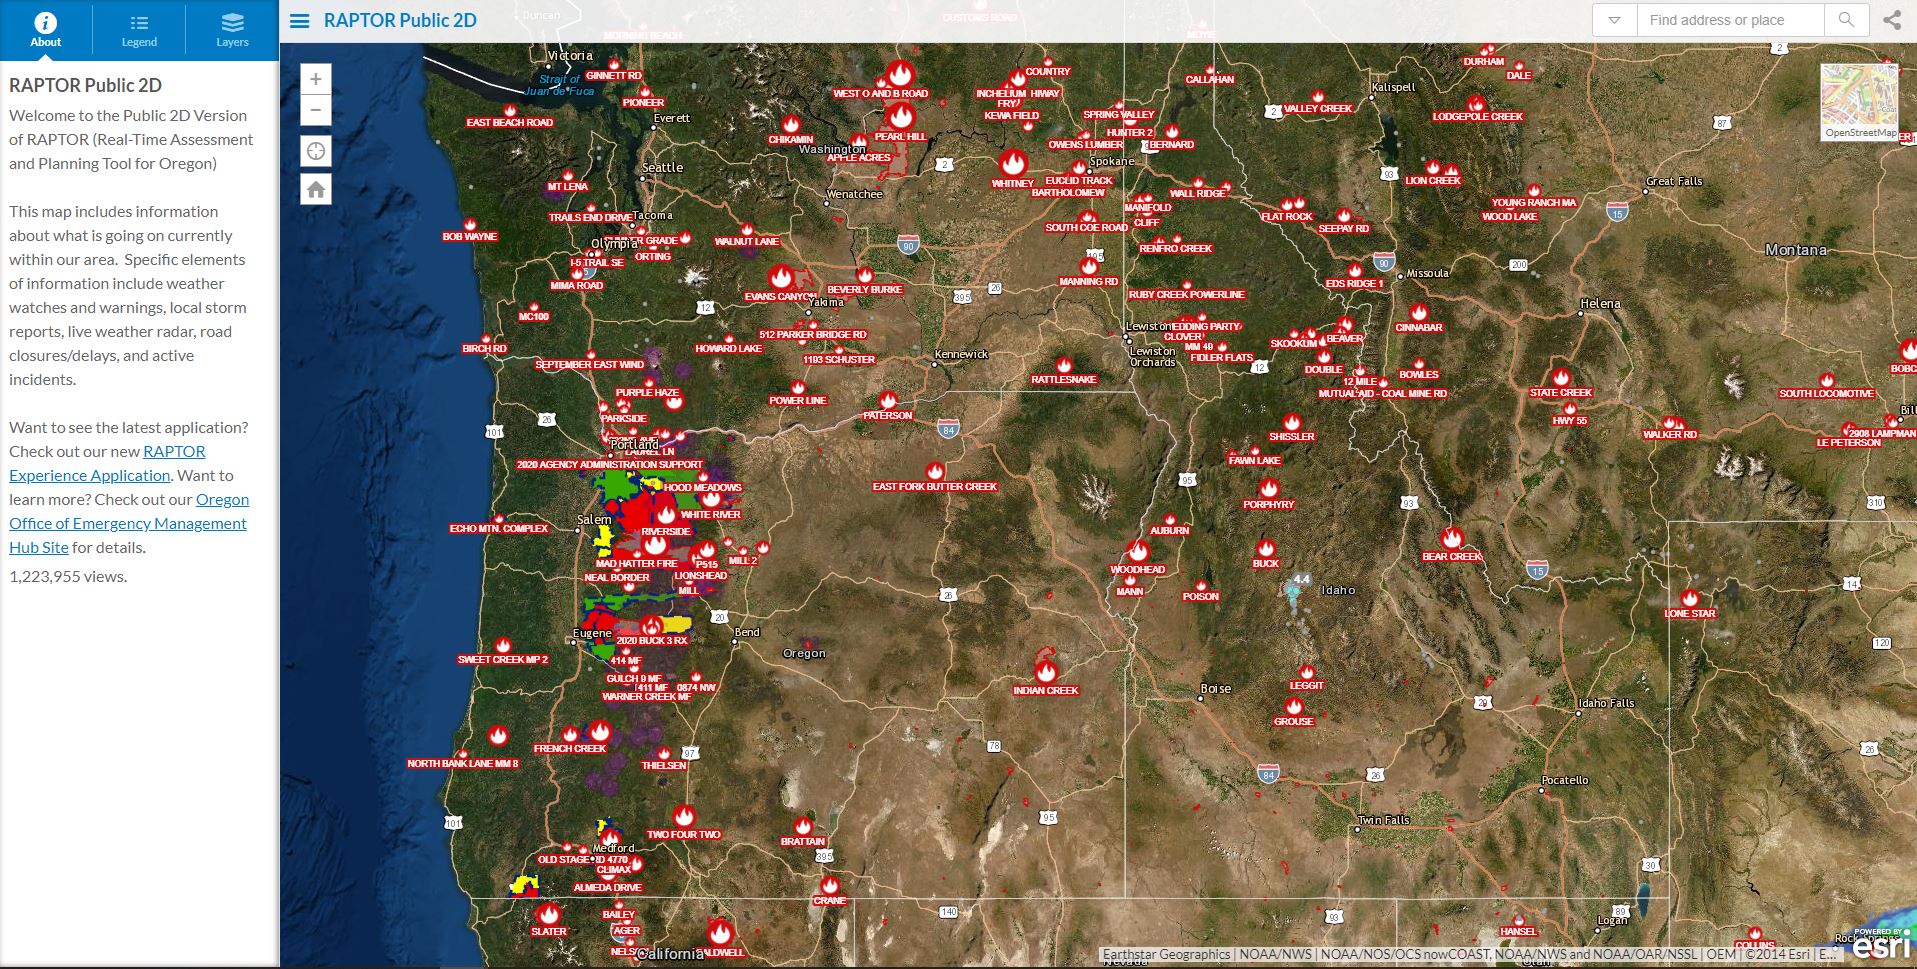 About
Legend
Layers
RAPTOR Public 2D
Find address or place
RAPTOR Public 2D
Welcome to the Public 2D Version
of RAPTOR (Real-Time Assessment
and Planning Tool for Oregon)
This map includes information
about what is going on currently
within our area.  Specific elements
of information include weather
watches and warnings, local storm
reports, live weather radar, road
closures/delays, and active
incidents.
Want to see the latest application?
Check out our new RAPTOR
Experience Application. Want to
learn more? Check out our Oregon
Office of Emergency Management
Hub Site for details.
1,223,955 views.
+
−
OpenStreetMap
Duncan
CUSTOMS ROAD
MORNING BEACH
MOYIE
Victoria
Strait of
Juan de Fuca
GINNETT RD
PIONEER
EAST BEACH ROAD
Everett
WEST O AND B ROAD
COUNTRY
INCHELIUM HIWAY
FRY
KEWA FIELD
CALLAHAN
DURHAM
DALE
Kalispell
VALLEY CREEK
LODGEPOLE CREEK
SPRING VALLEY
HUNTER 2
OWENS LUMBER
BERNARD
CHIKAMIN
PEARL HILL
Washington
APPLE ACRES
Seattle
Spokane
WHITNEY
EUCLID TRACK
BARTHOLOMEW
WALL RIDGE
LION CREEK
Great Falls
MT LENA
Wenatchee
YOUNG RANCH MA
WOOD LAKE
TRAILS END DRIVE
Tacoma
MANIFOLD
CLIFF
FLAT ROCK
SEEPAY RD
BOB WAYNE
Olympia
ORTING
WALNUT LANE
SOUTH COE ROAD
RENFRO CREEK
Montana
I-5 TRAIL SE
MIMA ROAD
EVANS CANYON
BEVERLY BURKE
Yakima
MANNING RD
RUBY CREEK POWERLINE
EDS RIDGE 1
Missoula
Helena
MC100
512 PARKER BRIDGE RD
Lewiston
CLOVER
MM 49
SKOOKUM
BEAVER
CINNABAR
BIRCH RD
SEPTEMBER EAST WIND
HOWARD LAKE
1193 SCHUSTER
Kennewick
Lewiston
Orchards
FIDLER FLATS
DOUBLE
BOWLES
RATTLESNAKE
12 MILE
MUTUAL AID - COAL MINE RD
STATE CREEK
SOUTH LOCOMOTIVE
PURPLE HAZE
POWER LINE
PARKSIDE
PATERSON
HWY 55
SHISSLER
WALKER RD
2908 LAMPMAN
LE PETERSON
Portland
LAUREL LN
2020 AGENCY ADMINISTRATION SUPPORT
FAWN LAKE
HOOD MEADOWS
EAST FORK BUTTER CREEK
PORPHYRY
WHITE RIVER
Salem
ECHO MTN. COMPLEX
RIVERSIDE
AUBURN
MAD HATTER FIRE
P515
MILL 2
NEAL BORDER
LIONSHEAD
MILL
WOODHEAD
MANN
BUCK
BEAR CREEK
4.4
Idaho
POISON
LONE STAR
Eugene
2020 BUCK 3 RX
Bend
Oregon
SWEET CREEK MP 2
414 MF
GULCH 9 MF
411 MF
0874 NW
WARNER CREEK MF
INDIAN CREEK
Boise
LEGGIT
GROUSE
Idaho Falls
FRENCH CREEK
NORTH BANK LANE MM 8
THIELSEN
Pocatello
TWO FOUR TWO
BRATTAIN
Twin Falls
Medford
OLD STAGE RD 4770
CLIMAX
ALMEDA DRIVE
CRANE
SLATER
BAILEY
AGER
California
HANSEL
Logan
COLLINS
Rock Springs
Nevada
Utah
Earthstar Geographics | NOAA/NWS | NOAA/NOS/OCS nowCOAST, NOAA/NWS and NOAA/OAR/NSSL | OEM | ©2014 Esri | E...
POWERED BY
esri